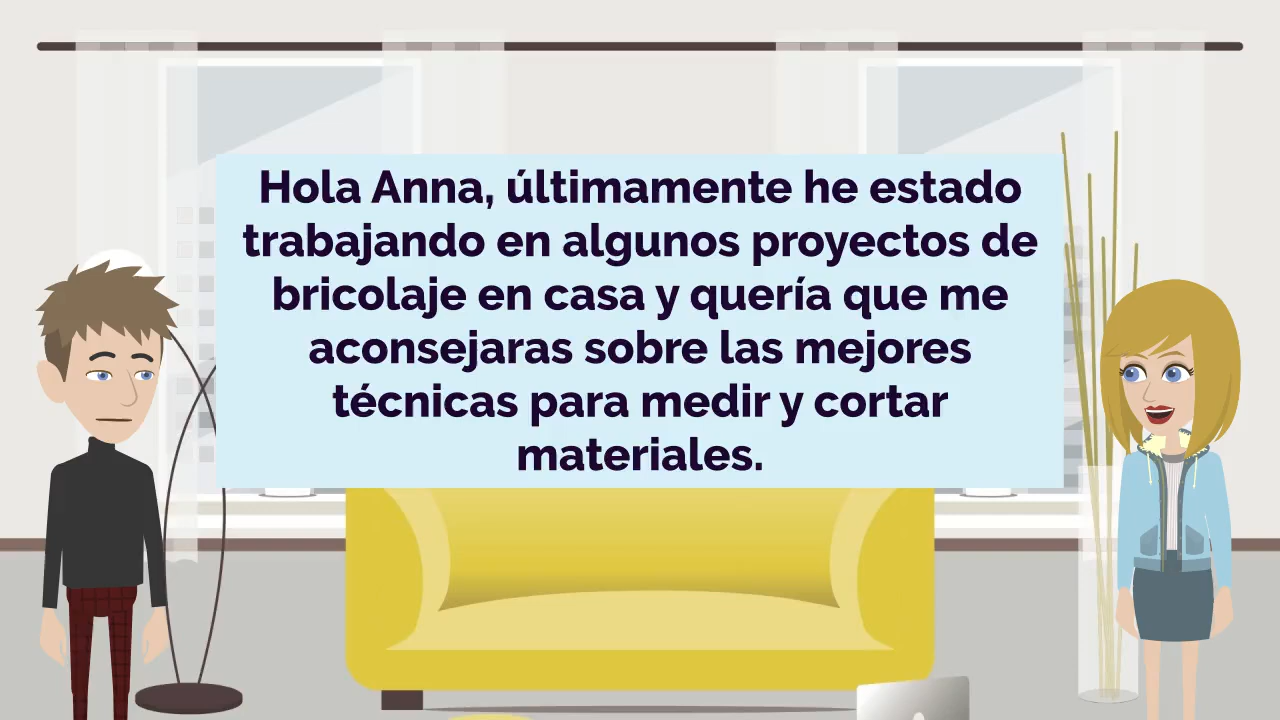 Hola Anna, últimamente he estado
trabajando en algunos proyectos de
bricolaje en casa y quería que me
aconsejaras sobre las mejores
técnicas para medir y cortar
materiales.